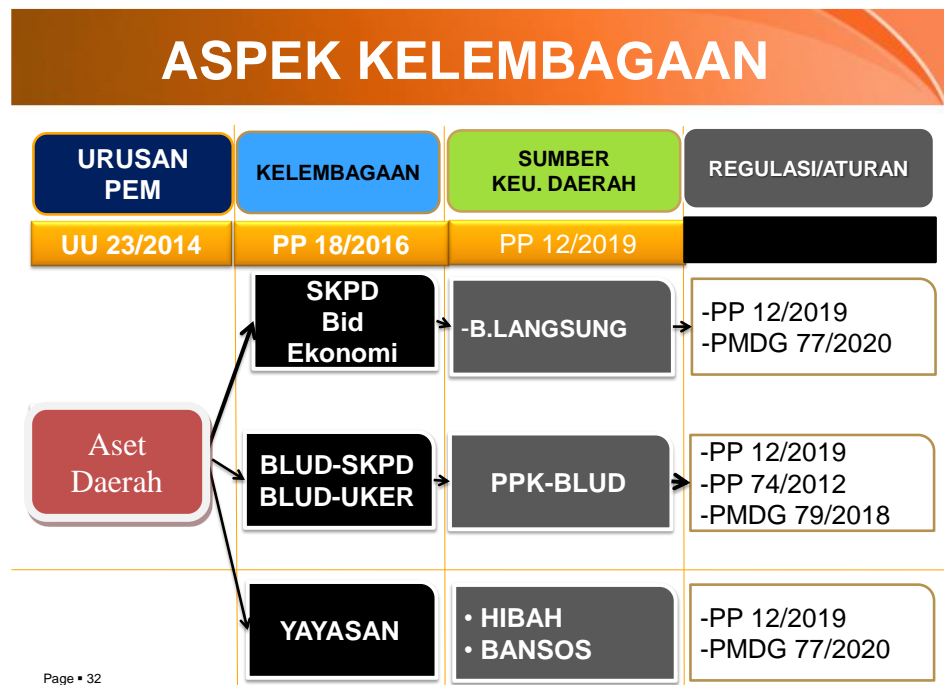 ASPEK KELEMBAGAAN
URUSAN
PEM
KELEMBAGAAN
SUMBER
KEU. DAERAH
REGULASI/ATURAN
UU 23/2014
PP 18/2016
PP 12/2019
SKPD
Bid
Ekonomi
-B.LANGSUNG
-PP 12/2019
-PMDG 77/2020
Aset
Daerah
BLUD-SKPD
BLUD-UKER
PPK-BLUD
-PP 12/2019
-PP 74/2012
-PMDG 79/2018
YAYASAN
• HIBAH
• BANSOS
-PP 12/2019
-PMDG 77/2020
Page ▪ 32